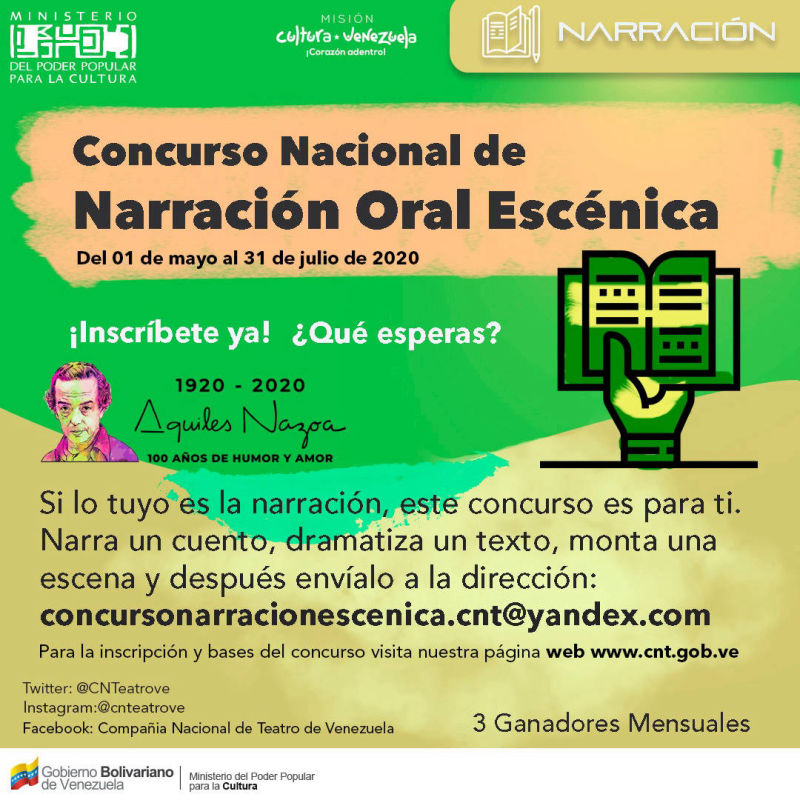 MINISTERIO
DEL PODER POPULAR
PARA LA CULTURA
MISIÓN
Cultura★Venezuela
¡Corazón adentro!
NARRACIÓN
Concurso Nacional de
Narración Oral Escénica
Del 01 de mayo al 31 de julio de 2020
¡Inscríbete ya! ¿Qué esperas?
1920 - 2020
Aquiles Nazoa
100 AÑOS DE HUMOR Y AMOR
Si lo tuyo es la narración, este concurso es para ti.
Narra un cuento, dramatiza un texto, monta una
escena y después envíalo a la dirección:
concursonarracionescenica.cnt@yandex.com
Para la inscripción y bases del concurso visita nuestra página web www.cnt.gob.ve
Twitter: @CNTeatrove
Instagram:@cnteatrove
Facebook: Compañia Nacional de Teatro de Venezuela
3 Ganadores Mensuales
Gobierno Bolivariano
de Venezuela
Ministerio del Poder Popular
para la Cultura